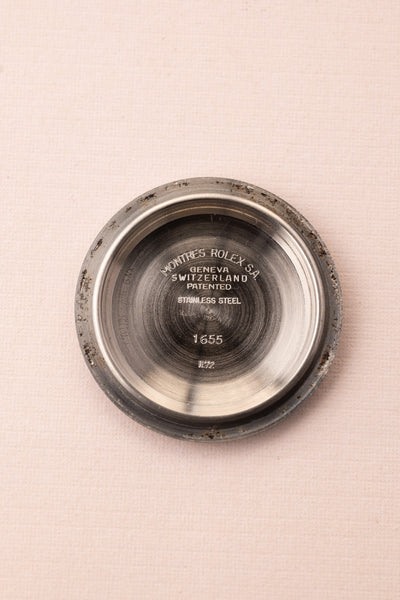 MONTRES ROLEX S.A.
GENEVA
SWITZERLAND
PATENTED
STAINLESS STEEL
1655